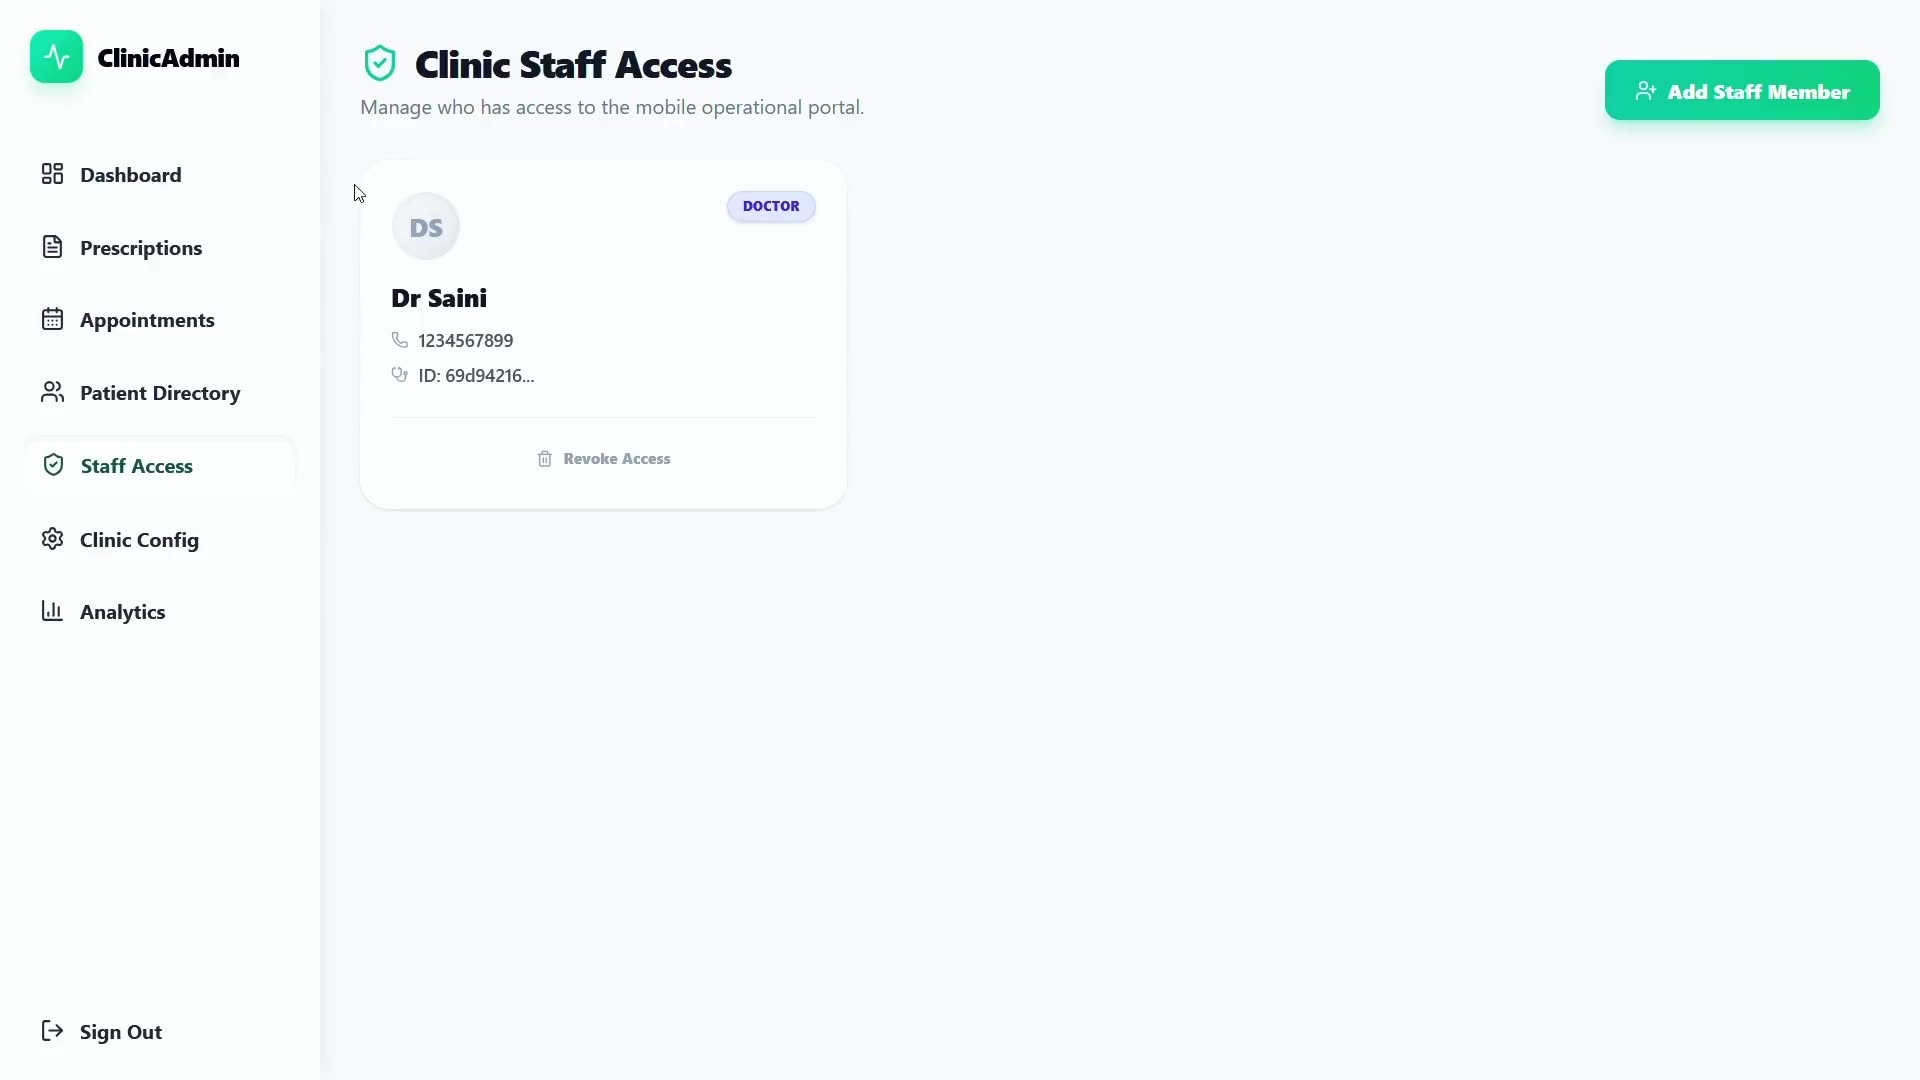 ClinicAdmin
Dashboard
Prescriptions
Appointments
Patient Directory
Staff Access
Clinic Config
Analytics
Sign Out
Clinic Staff Access
Manage who has access to the mobile operational portal.
Add Staff Member
DS
DOCTOR
Dr Saini
1234567899
ID: 69d94216...
Revoke Access